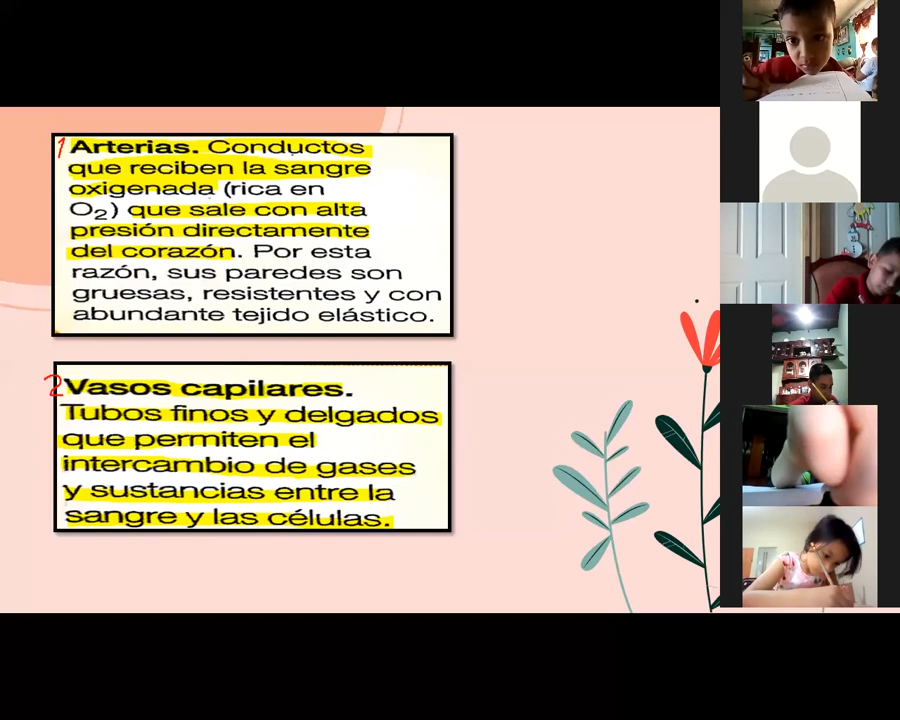 1 Arterias. Conductos
que reciben la sangre
oxigenada (rica en
O₂) que sale con alta
presión directamente
del corazón. Por esta
razón, sus paredes son
gruesas, resistentes y con
abundante tejido elástico.
2 Vasos capilares.
Tubos finos y delgados
que permiten el
intercambio de gases
y sustancias entre la
sangre y las células.